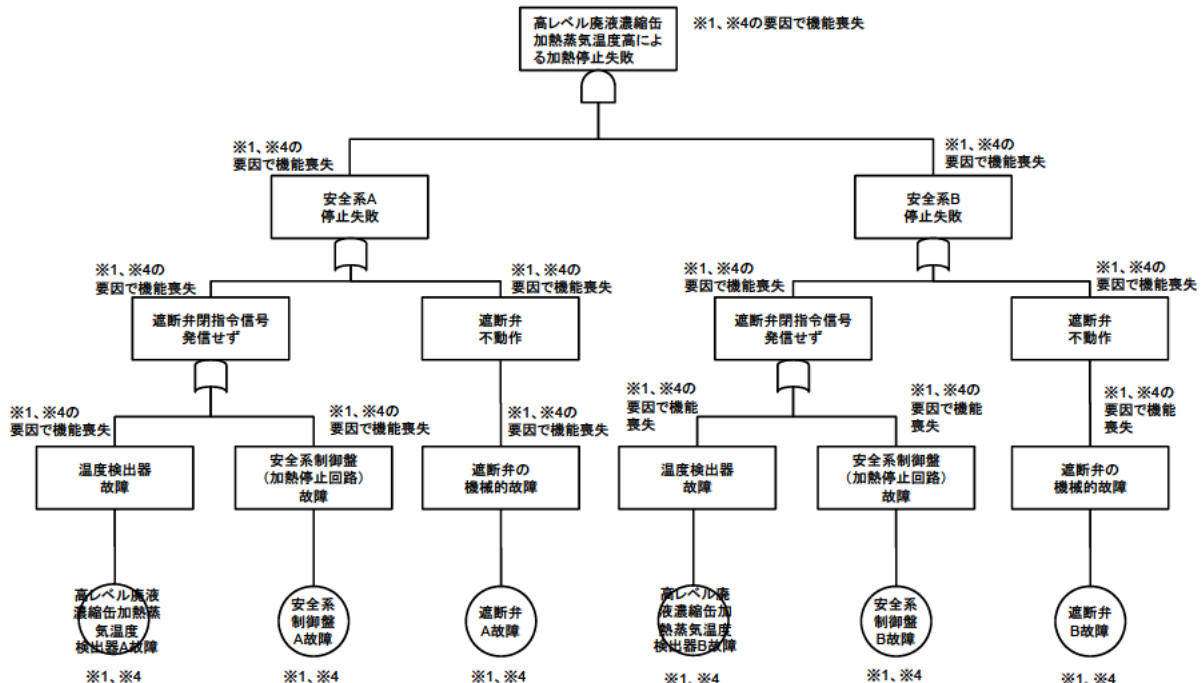 高レベル廃液濃縮缶
加熱蒸気温度高によ
る加熱停止失敗
※1、※4の要因で機能喪失
※1、※4の
要因で機能喪失
※1、※4の
要因で機能喪失
安全系A
停止失敗
安全系B
停止失敗
※1、※4の
要因で機能喪失
※1、※4の
要因で機能喪失
※1、※4の
要因で機能喪失
※1、※4の
要因で機能喪失
遮断弁閉指令信号
発信せず
遮断弁
不動作
遮断弁閉指令信号
発信せず
遮断弁
不動作
※1、※4の
要因で機能喪失
※1、※4の
要因で機能喪失
※1、※4の
要因で機能喪失
※1、※4の
要因で機能
喪失
※1、※4の
要因で機能
喪失
※1、※4の
要因で機能
喪失
温度検出器
故障
安全系制御盤
(加熱停止回路)
故障
遮断弁の
機械的故障
温度検出器
故障
安全系制御盤
(加熱停止回路)
故障
遮断弁の
機械的故障
高レベル廃液
濃縮缶加熱蒸
気温度
検出器A故障
安全系
制御盤
A故障
遮断弁
A故障
高レベル廃
液濃縮缶加
熱蒸気温度
検出器B故障
安全系
制御盤
B故障
遮断弁
B故障
※1、※4
※1、※4
※1、※4
※1、※4
※1、※4
※1、※4